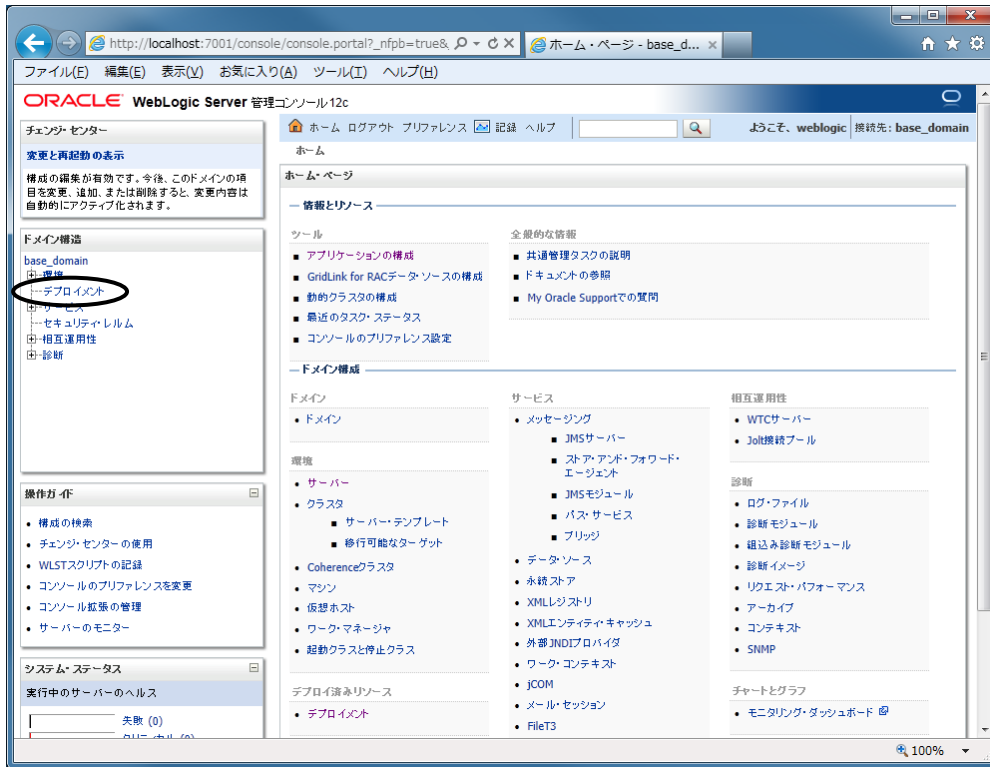 http://localhost:7001/console/console.portal?_nfpb=true&
ホーム・ページ - base_d...
ファイル(F) 編集(E) 表示(V) お気に入り(A) ツール(T) ヘルプ(H)
ORACLE WebLogic Server 管理コンソール12c
チェンジ・センター
変更と再起動の表示
構成の編集が有効です。今後、このドメインの項
目を変更、追加、または削除すると、変更内容は
自動的にアクティブ化されます。
ドメイン構造
base_domain
環境
デプロイメント
サービス
セキュリティ・レルム
相互運用性
診断
操作ガイド
構成の検索
チェンジ・センターの使用
WLSTスクリプトの記録
コンソールのプリファレンスを変更
コンソール拡張の管理
サーバーのモニター
システム・ステータス
実行中のサーバーのヘルス
失敗 (0)
クリティカル (0)
ホーム ログアウト プリファレンス 記録 ヘルプ
ようこそ、weblogic 接続先: base_domain
ホーム
ホーム・ページ
情報とリソース
ツール
アプリケーションの構成
GridLink for RACデータ・ソースの構成
動的クラスタの構成
最近のタスク・ステータス
コンソールのプリファレンス設定
全般的な情報
共通管理タスクの説明
ドキュメントの参照
My Oracle Supportでの質問
ドメイン構成
ドメイン
ドメイン
環境
サーバー
クラスタ
サーバー・テンプレート
移行可能なターゲット
Coherenceクラスタ
マシン
仮想ホスト
ワーク・マネージャ
起動クラスと停止クラス
デプロイ済みリソース
デプロイメント
サービス
メッセージング
JMSサーバー
ストア・アンド・フォワード・
エージェント
JMSモジュール
パス・サービス
ブリッジ
データ・ソース
永続ストア
XMLレジストリ
XMLエンティティ・キャッシュ
外部JNDIプロバイダ
ワーク・コンテキスト
jCOM
メール・セッション
FileT3
相互運用性
WTCサーバー
Jolt接続プール
診断
ログ・ファイル
診断モジュール
組込み診断モジュール
診断イメージ
リクエスト・パフォーマンス
アーカイブ
コンテキスト
SNMP
チャートとグラフ
モニタリング・ダッシュボード
100%